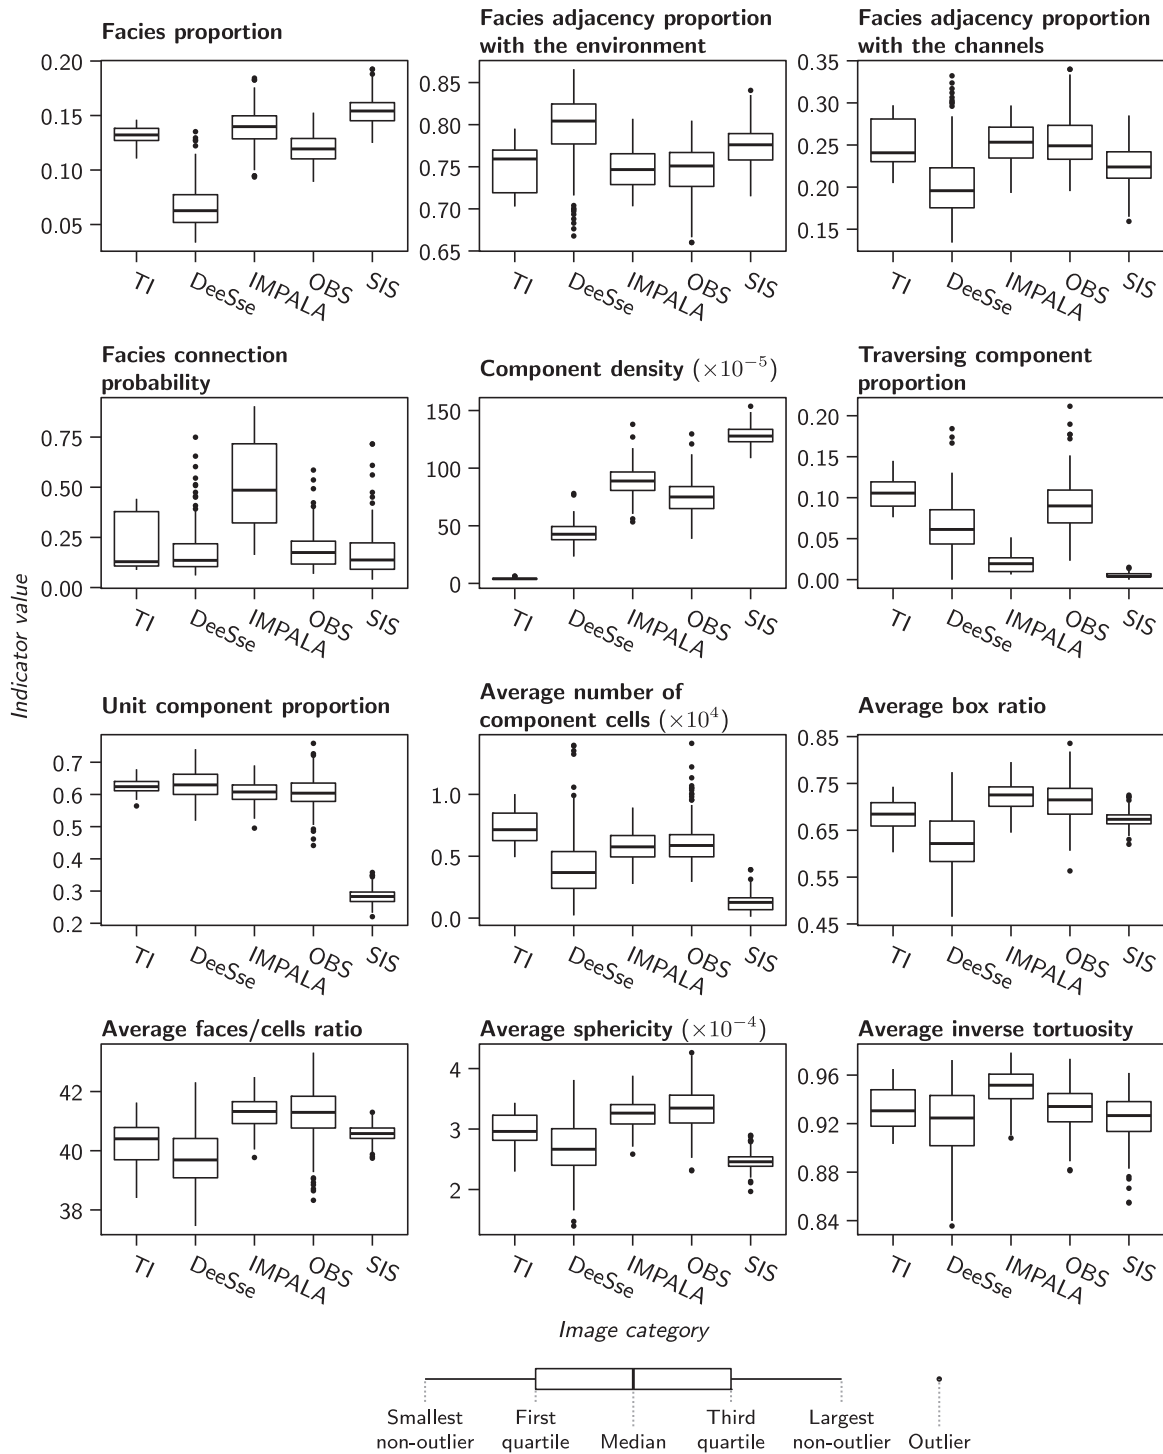 Facies proportion
Facies adjacency proportion
with the environment
Facies adjacency proportion
with the channels
0.20
0.15
0.10
0.05
TI
DeeSse
IMPALA
OBS
SIS
0.85
0.80
0.75
0.70
0.65
TI
DeeSse
IMPALA
OBS
SIS
0.35
0.30
0.25
0.20
0.15
TI
DeeSse
IMPALA
OBS
SIS
Facies connection
probability
Component density (×10⁻⁵)
Traversing component
proportion
0.75
0.50
0.25
0.00
TI
DeeSse
IMPALA
OBS
SIS
150
100
50
0
TI
DeeSse
IMPALA
OBS
SIS
0.20
0.15
0.10
0.05
0.00
TI
DeeSse
IMPALA
OBS
SIS
Indicator value
Unit component proportion
Average number of
component cells (×10⁴)
Average box ratio
0.7
0.6
0.5
0.4
0.3
0.2
TI
DeeSse
IMPALA
OBS
SIS
1.0
0.5
0.0
TI
DeeSse
IMPALA
OBS
SIS
0.85
0.75
0.65
0.55
0.45
TI
DeeSse
IMPALA
OBS
SIS
Average faces/cells ratio
Average sphericity (×10⁻⁴)
Average inverse tortuosity
42
40
38
TI
DeeSse
IMPALA
OBS
SIS
4
3
2
TI
DeeSse
IMPALA
OBS
SIS
0.96
0.92
0.88
0.84
TI
DeeSse
IMPALA
OBS
SIS
Image category
Smallest
non-outlier
First
quartile
Median
Third
quartile
Largest
non-outlier
Outlier